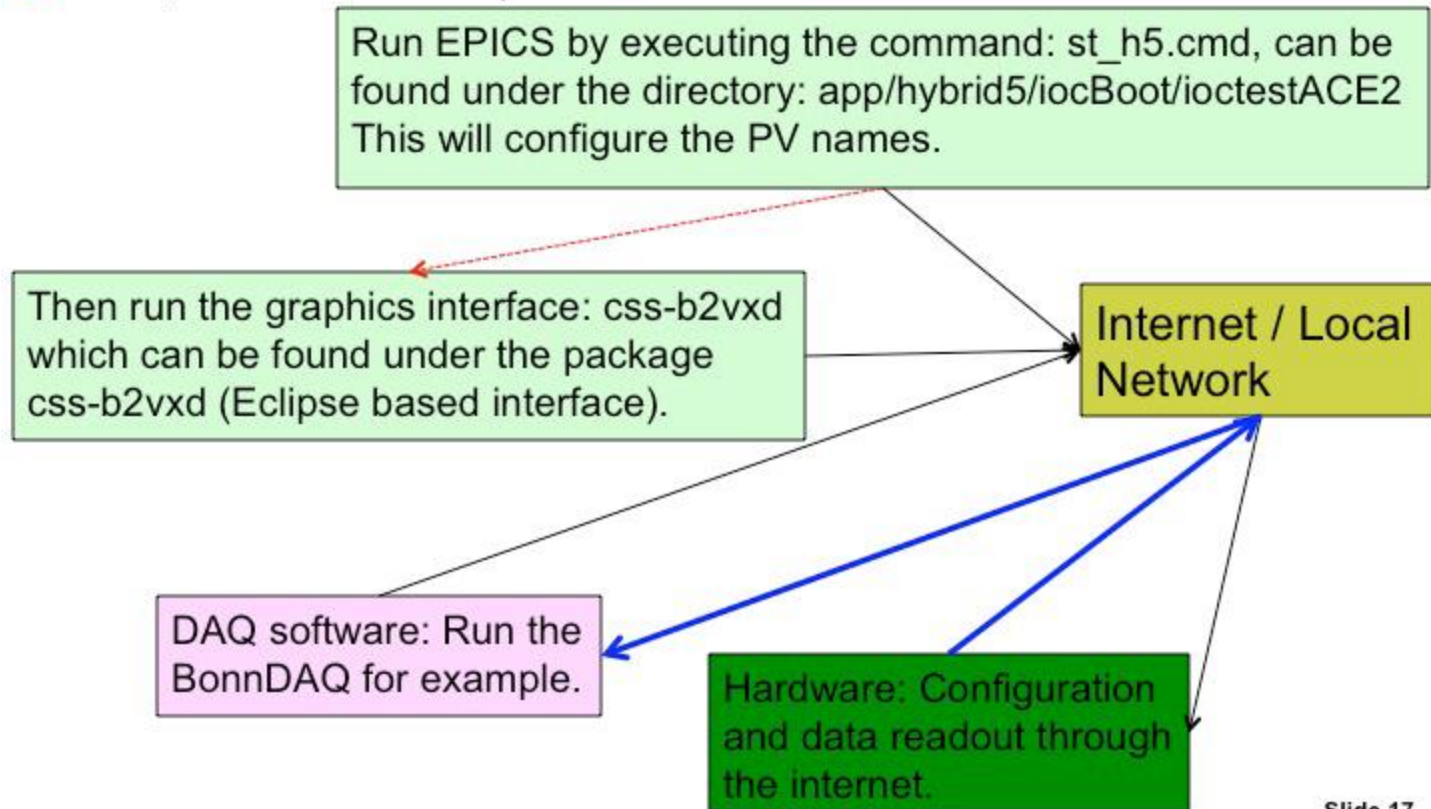 Run EPICS by executing the command: st_h5.cmd, can be
found under the directory: app/hybrid5/iocBoot/ioctestACE2
This will configure the PV names.
Then run the graphics interface: css-b2vxd
which can be found under the package
css-b2vxd (Eclipse based interface).
Internet / Local
Network
DAQ software: Run the
BonnDAQ for example.
Hardware: Configuration
and data readout through
the internet.
Slide 17